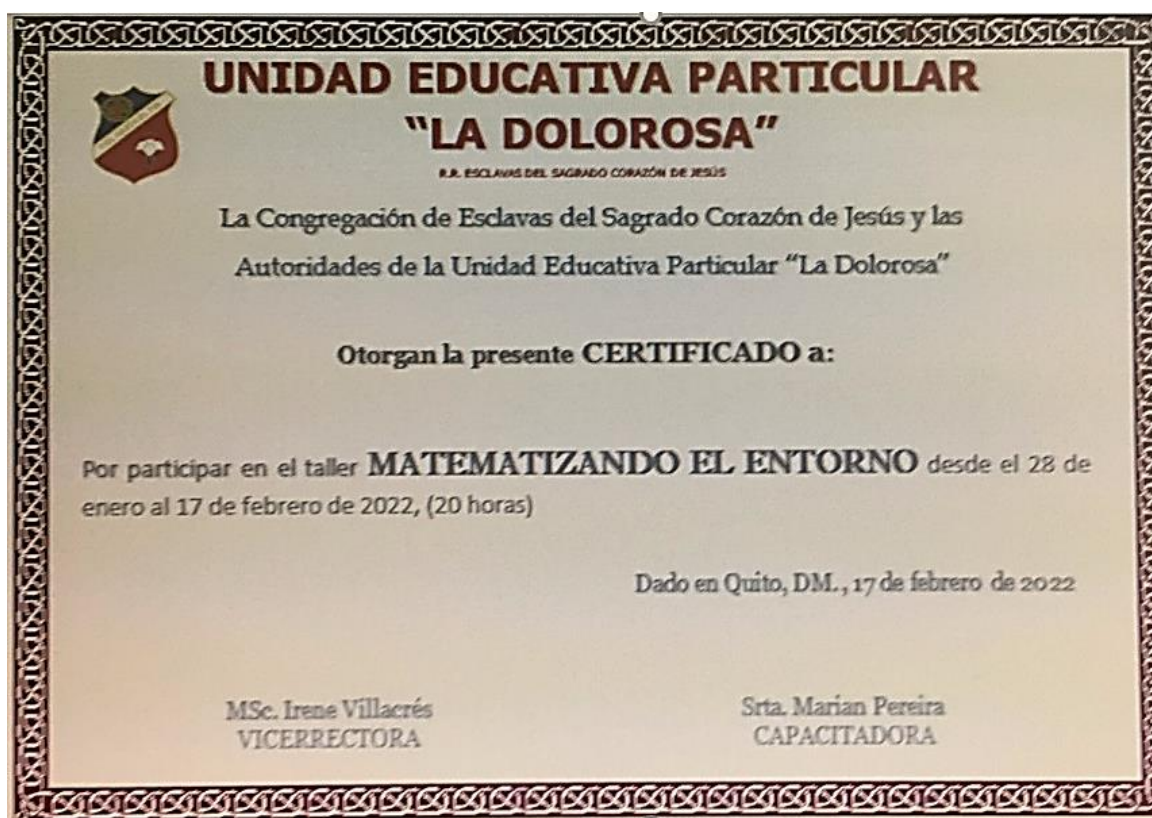 UNIDAD EDUCATIVA PARTICULAR
“LA DOLOROSA”
R.R. ESCLAVAS DEL SAGRADO CORAZÓN DE JESÚS
La Congregación de Esclavas del Sagrado Corazón de Jesús y las
Autoridades de la Unidad Educativa Particular “La Dolorosa”
Otorgan la presente CERTIFICADO a:
Por participar en el taller MATEMATIZANDO EL ENTORNO desde el 28 de
enero al 17 de febrero de 2022, (20 horas)
Dado en Quito, DM., 17 de febrero de 2022
MSc. Irene Villacrés
VICERRECTORA
Srta. Marian Pereira
CAPACITADORA